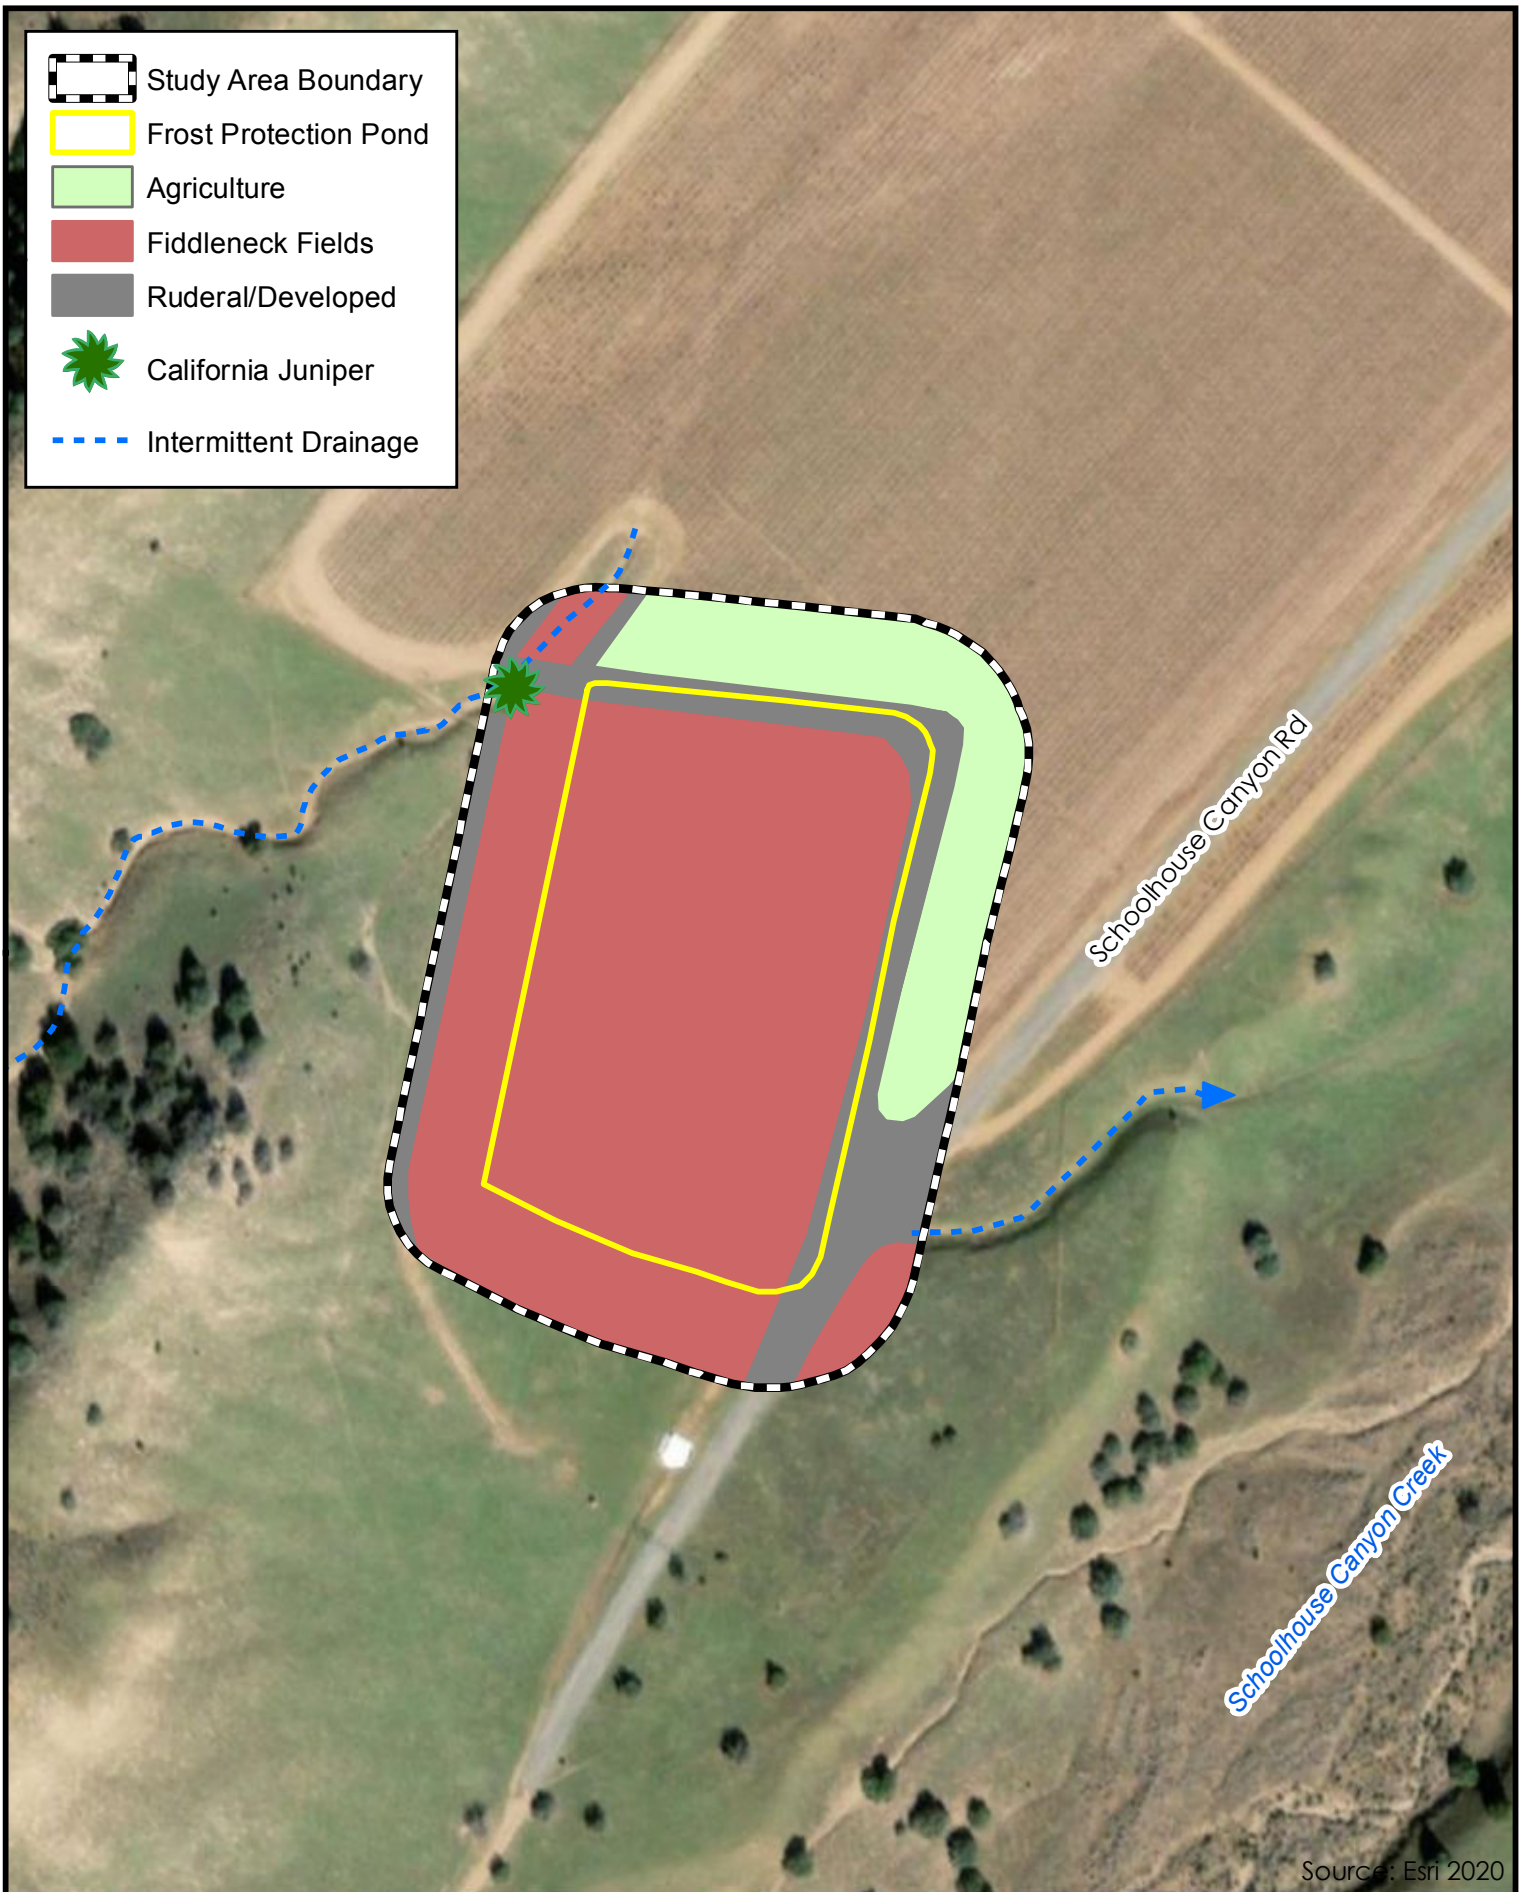 Study Area Boundary
Frost Protection Pond
Agriculture
Fiddleneck Fields
Ruderal/Developed
California Juniper
Intermittent Drainage
Schoolhouse Canyon Rd
Schoolhouse Canyon Creek
Source: Esri 2020